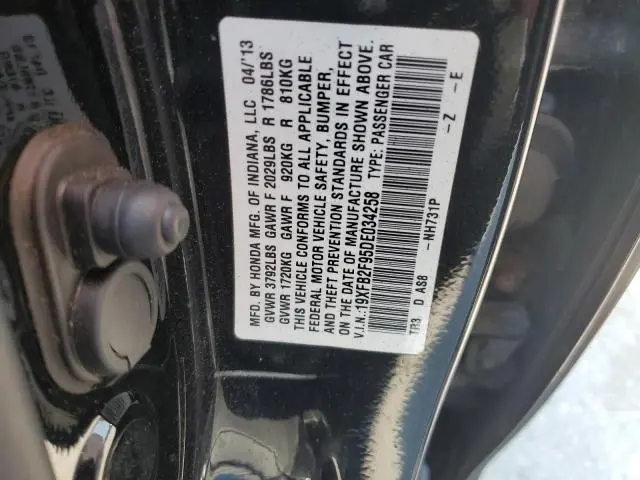 MFD. BY HONDA MFG. OF INDIANA, LLC 04/'13
GVWR 3792LBS GAWR F 2029LBS R 1786LBS
GVWR 1720KG GAWR F 920KG R 810KG
THIS VEHICLE CONFORMS TO ALL APPLICABLE
FEDERAL MOTOR VEHICLE SAFETY, BUMPER,
AND THEFT PREVENTION STANDARDS IN EFFECT
ON THE DATE OF MANUFACTURE SHOWN ABOVE.
V.I.N.:19XFB2F95DE034258 TYPE: PASSENGER CAR
TR3 D AS8 -NH731P -Z -E